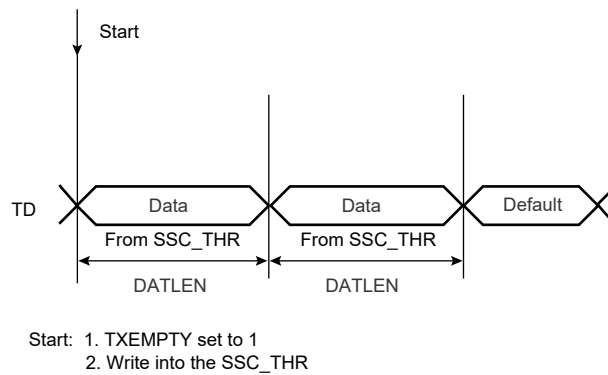 Start
TD Data Data Default
From SSC_THR From SSC_THR
DATLEN DATLEN
Start: 1. TXEMPTY set to 1
2. Write into the SSC_THR